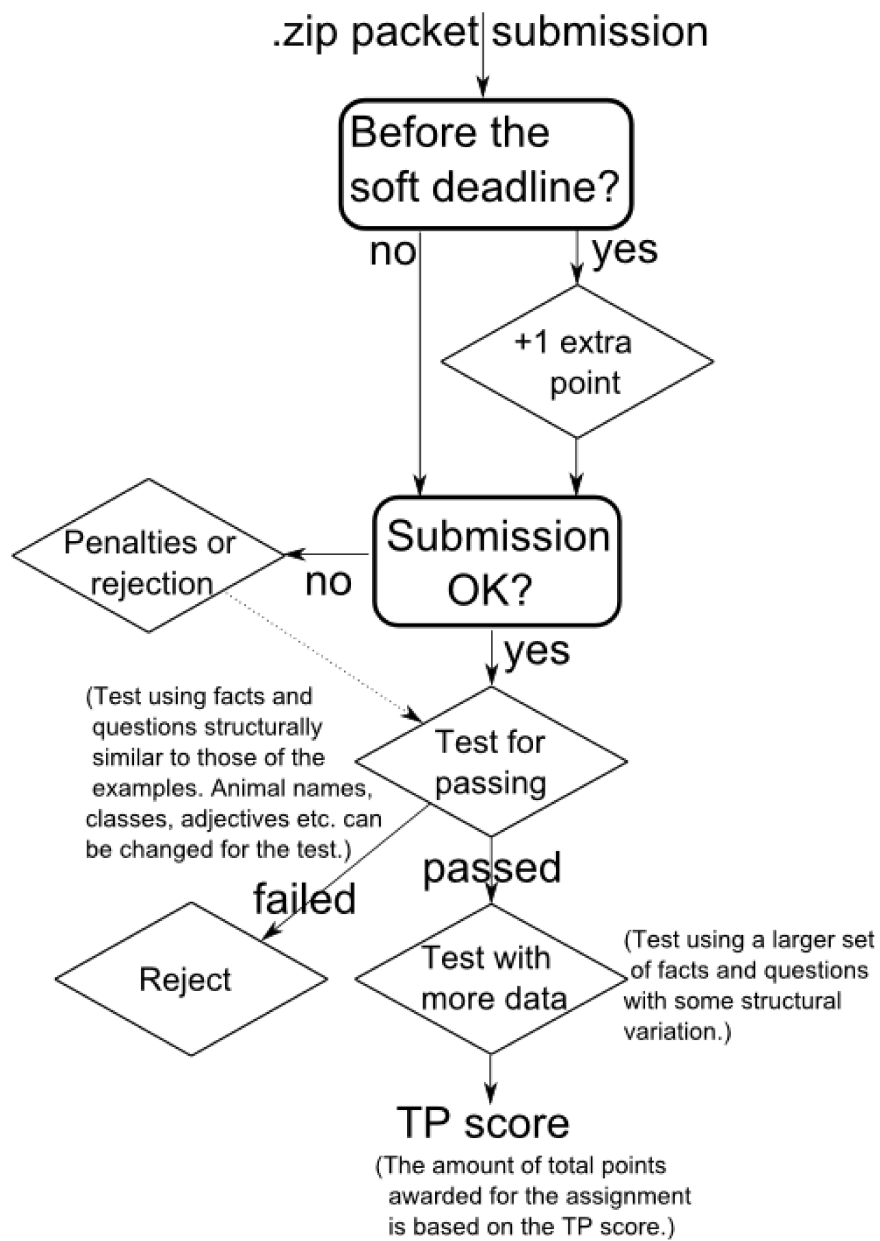 .zip packet submission
Before the
soft deadline?
no
yes
+1 extra
point
Submission
OK?
Penalties or
rejection
no
yes
(Test using facts and
questions structurally
similar to those of the
examples. Animal names,
classes, adjectives etc. can
be changed for the test.)
Test for
passing
failed
passed
Reject
Test with
more data
(Test using a larger set
of facts and questions
with some structural
variation.)
TP score
(The amount of total points
awarded for the assignment
is based on the TP score.)